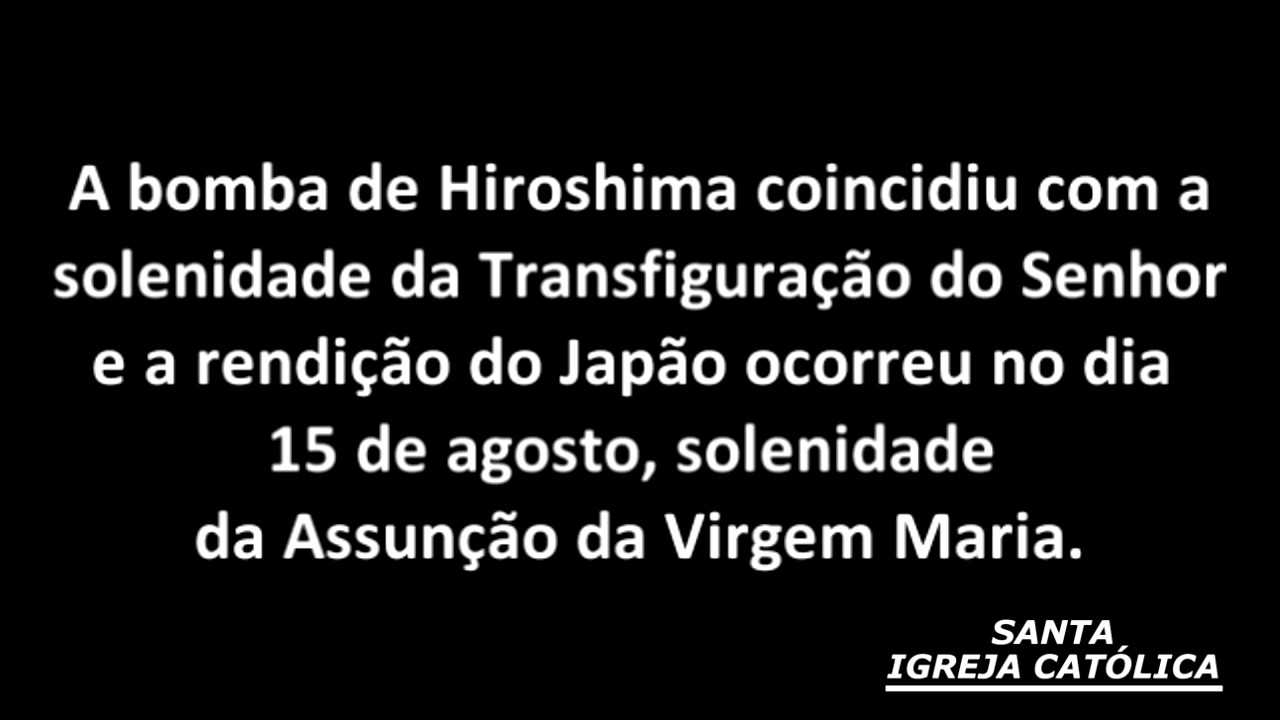 A bomba de Hiroshima coincidiu com a
solenidade da Transfiguração do Senhor
e a rendição do Japão ocorreu no dia
15 de agosto, solenidade
da Assunção da Virgem Maria.
SANTA
IGREJA CATÓLICA